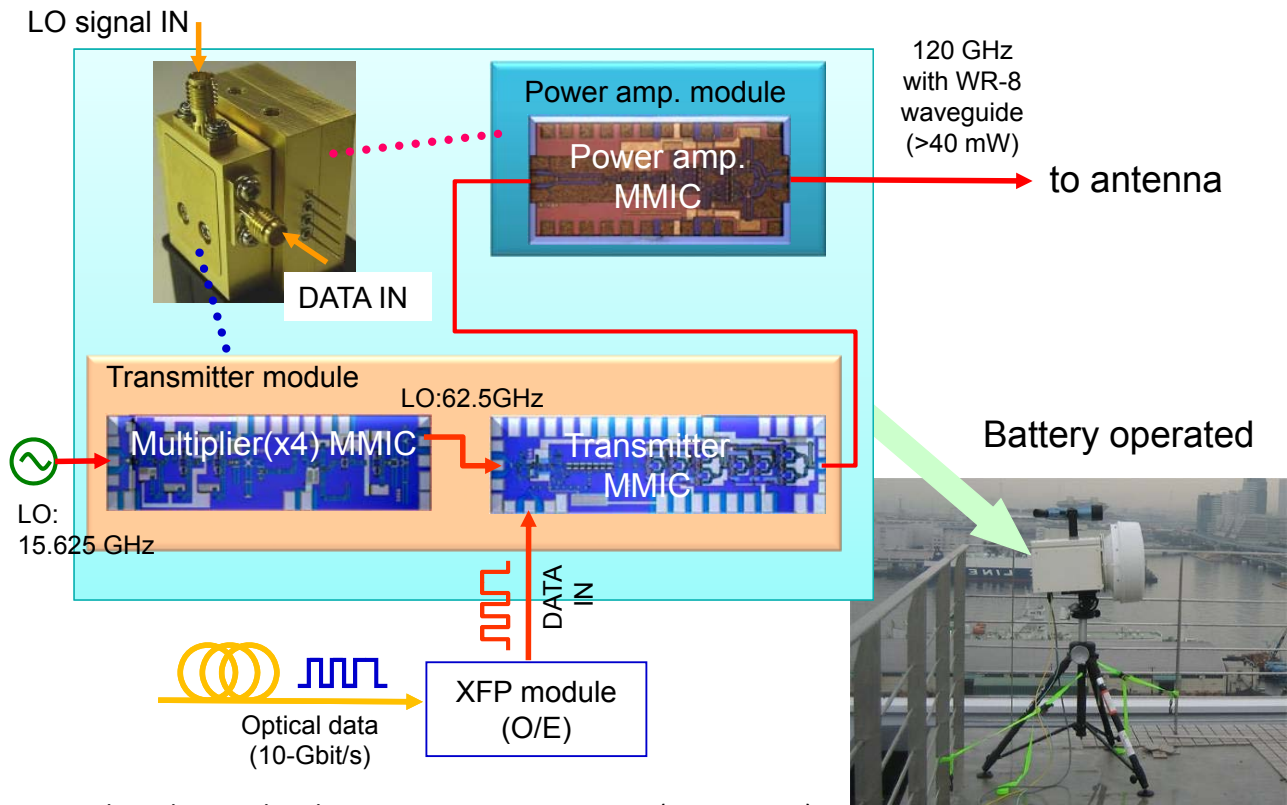 LO signal IN
120 GHz
with WR-8
waveguide
(>40 mW)
Power amp. module
Power amp.
MMIC
to antenna
DATA IN
Transmitter module
LO:62.5GHz
Multiplier(x4) MMIC
Transmitter
MMIC
Battery operated
LO:
15.625 GHz
DATA
IN
XFP module
(O/E)
Optical data
(10-Gbit/s)
LINE